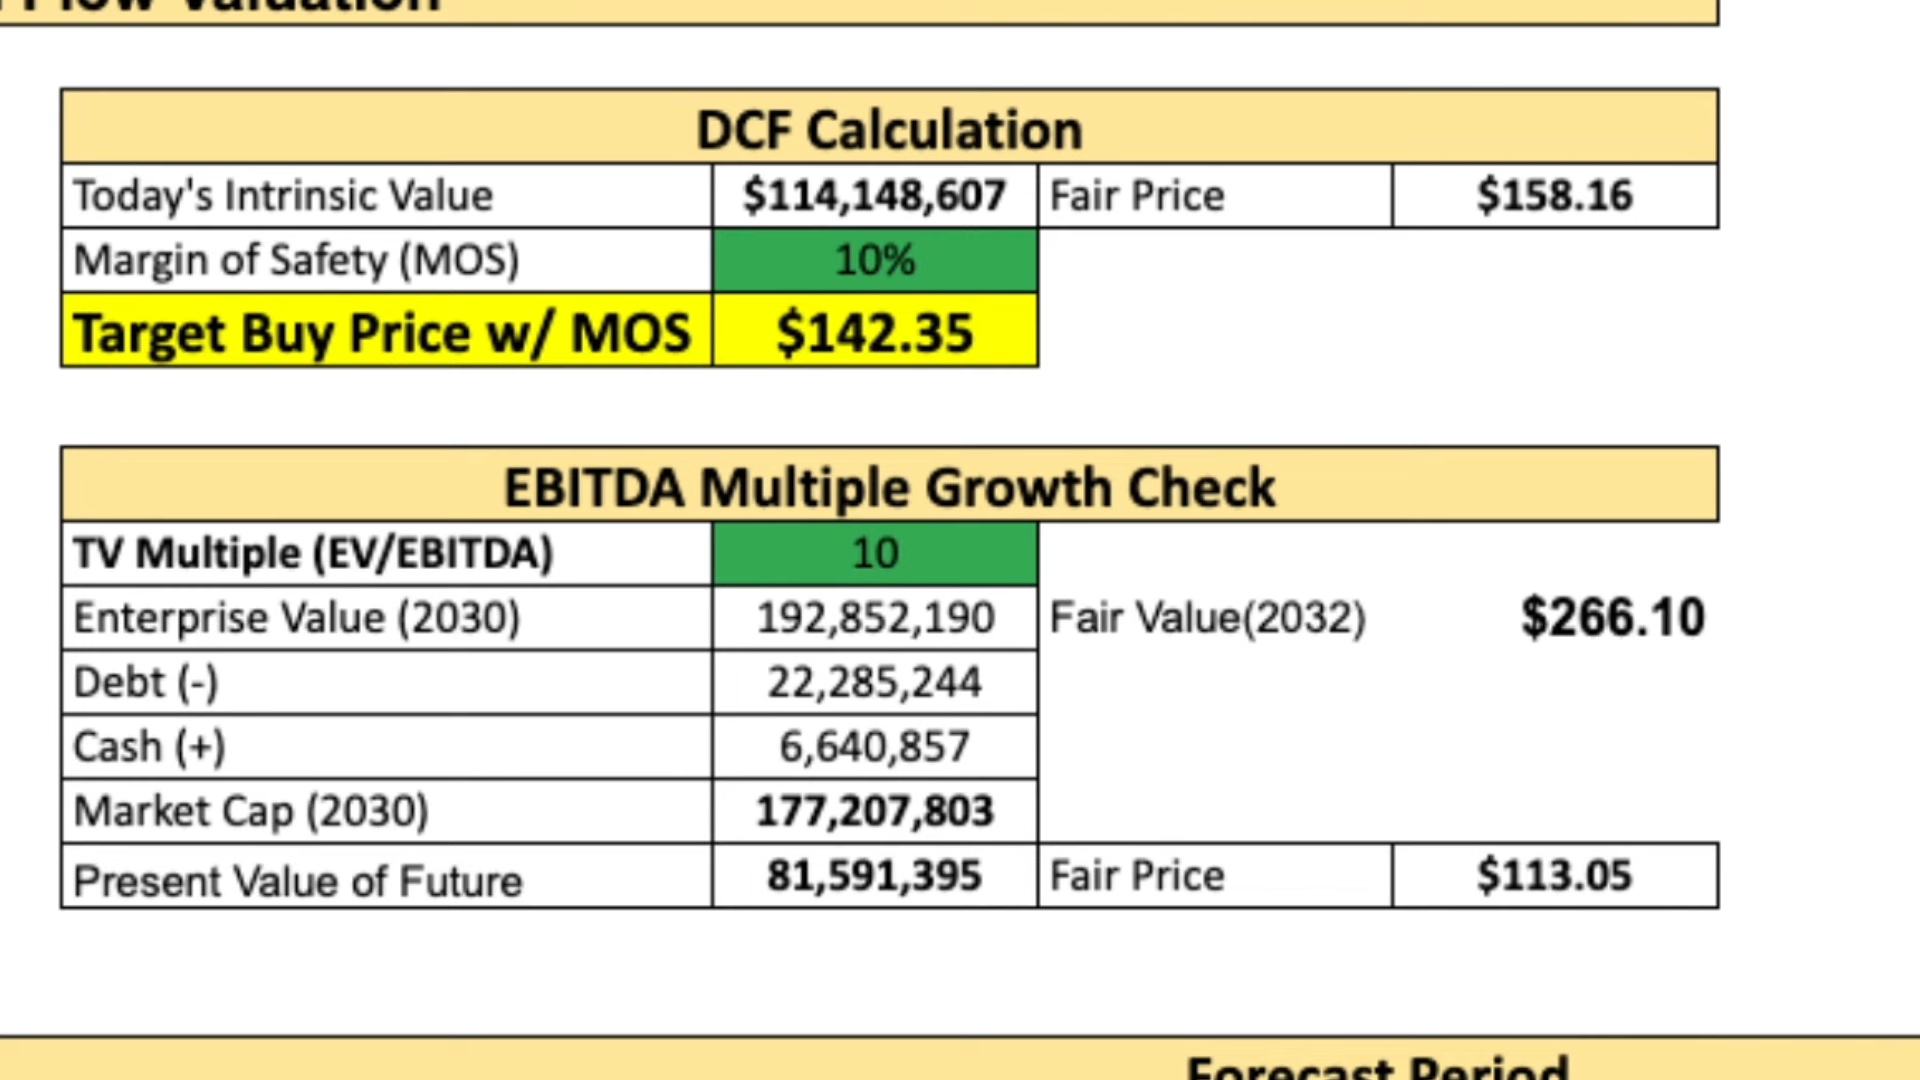 Flow Valuation
DCF Calculation
Today's Intrinsic Value $114,148,607 Fair Price $158.16
Margin of Safety (MOS) 10%
Target Buy Price w/ MOS $142.35
EBITDA Multiple Growth Check
TV Multiple (EV/EBITDA) 10
Enterprise Value (2030) 192,852,190 Fair Value(2032) $266.10
Debt (-) 22,285,244
Cash (+) 6,640,857
Market Cap (2030) 177,207,803
Present Value of Future 81,591,395 Fair Price $113.05
Forecast Period